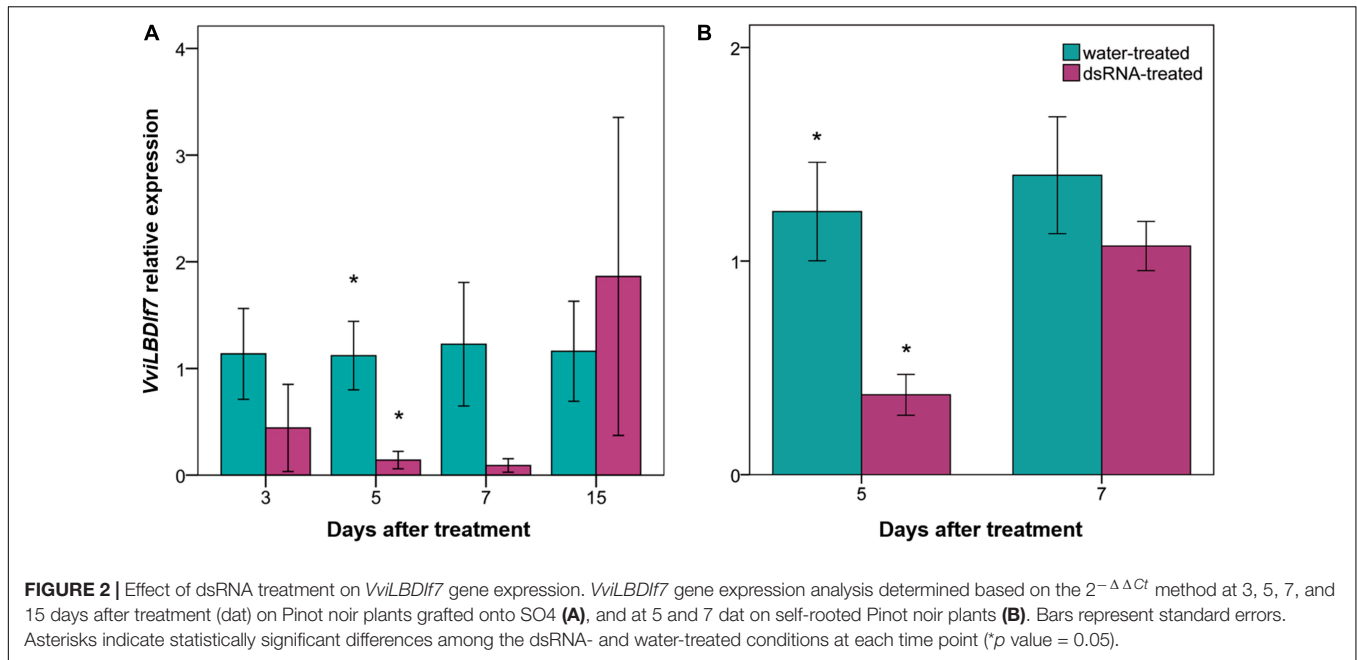 A
B
4
3
2
1
0
VviLBDIf7 relative expression
*
*
3
5
7
15
Days after treatment
2
1
0
*
*
water-treated
dsRNA-treated
5
7
Days after treatment
FIGURE 2 | Effect of dsRNA treatment on VviLBDIf7 gene expression. VviLBDIf7 gene expression analysis determined based on the 2^−ΔΔCt method at 3, 5, 7, and
15 days after treatment (dat) on Pinot noir plants grafted onto SO4 (A), and at 5 and 7 dat on self-rooted Pinot noir plants (B). Bars represent standard errors.
Asterisks indicate statistically significant differences among the dsRNA- and water-treated conditions at each time point (*p value = 0.05).